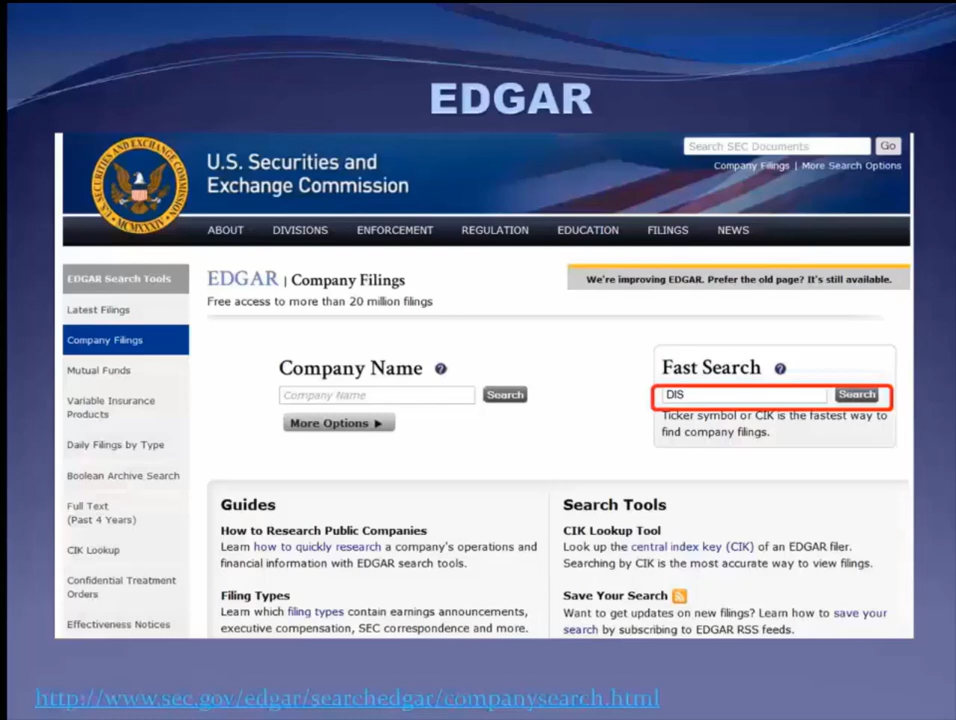 EDGAR
U.S. SECURITIES AND EXCHANGE COMMISSION
MCMXXXIV
U.S. Securities and
Exchange Commission
Search SEC Documents
Go
Company Filings | More Search Options
ABOUT DIVISIONS ENFORCEMENT REGULATION EDUCATION FILINGS NEWS
EDGAR Search Tools
Latest Filings
Company Filings
Mutual Funds
Variable Insurance
Products
Daily Filings by Type
Boolean Archive Search
Full Text
(Past 4 Years)
CIK Lookup
Confidential Treatment
Orders
Effectiveness Notices
EDGAR | Company Filings
Free access to more than 20 million filings
We're improving EDGAR. Prefer the old page? It's still available.
Company Name ?
Company Name
Search
More Options
Fast Search ?
DIS
Search
Ticker symbol or CIK is the fastest way to
find company filings.
Guides
How to Research Public Companies
Learn how to quickly research a company's operations and
financial information with EDGAR search tools.
Filing Types
Learn which filing types contain earnings announcements,
executive compensation, SEC correspondence and more.
Search Tools
CIK Lookup Tool
Look up the central index key (CIK) of an EDGAR filer.
Searching by CIK is the most accurate way to view filings.
Save Your Search
Want to get updates on new filings? Learn how to save your
search by subscribing to EDGAR RSS feeds.
http://www.sec.gov/edgar/searchedgar/companysearch.html